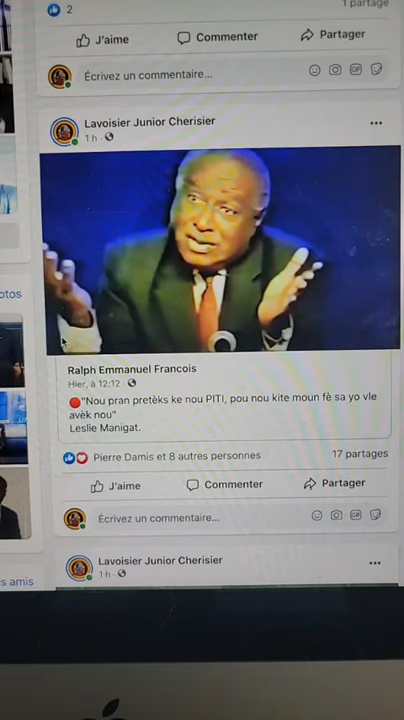 2
1 partage
J'aime
Commenter
Partager
Écrivez un commentaire...
GIF
Lavoisier Junior Cherisier
1 h ·
otos
Ralph Emmanuel Francois
Hier, à 12:12 ·
"Nou pran pretèks ke nou PITI, pou nou kite moun fè sa yo vle
avèk nou"
Leslie Manigat.
Pierre Damis et 8 autres personnes
17 partages
J'aime
Commenter
Partager
Écrivez un commentaire...
GIF
Lavoisier Junior Cherisier
1 h ·
s amis